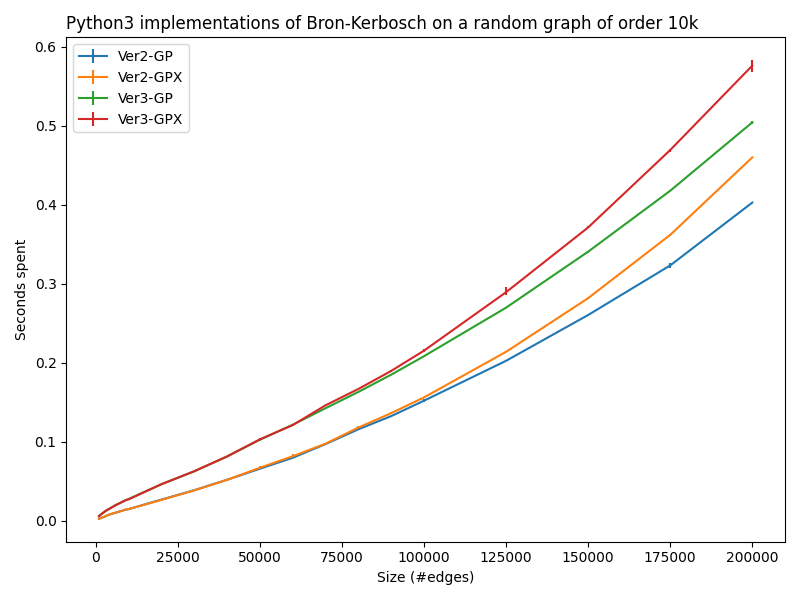 Python3 implementations of Bron-Kerbosch on a random graph of order 10k
Ver2-GP
Ver2-GPX
Ver3-GP
Ver3-GPX
0.6
0.5
0.4
0.3
0.2
0.1
0.0
Seconds spent
0 25000 50000 75000 100000 125000 150000 175000 200000
Size (#edges)